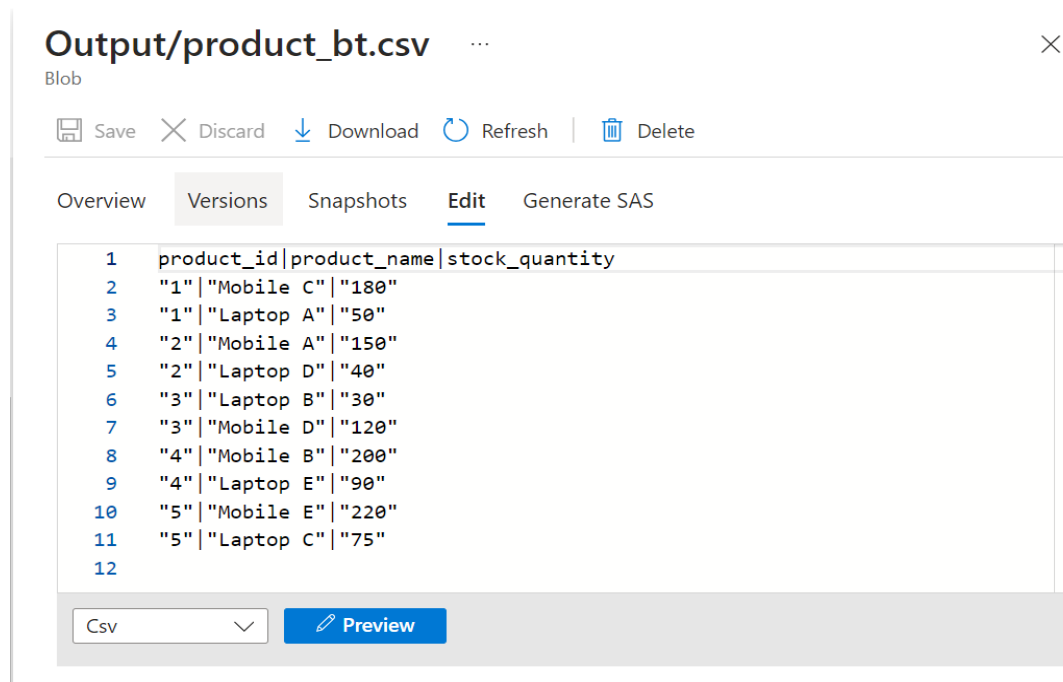 Output/product_bt.csv ...
Blob
Save Discard Download Refresh Delete
Overview Versions Snapshots Edit Generate SAS
1 product_id|product_name|stock_quantity
2 "1"|"Mobile C"|"180"
3 "1"|"Laptop A"|"50"
4 "2"|"Mobile A"|"150"
5 "2"|"Laptop D"|"40"
6 "3"|"Laptop B"|"30"
7 "3"|"Mobile D"|"120"
8 "4"|"Mobile B"|"200"
9 "4"|"Laptop E"|"90"
10 "5"|"Mobile E"|"220"
11 "5"|"Laptop C"|"75"
12
Csv Preview